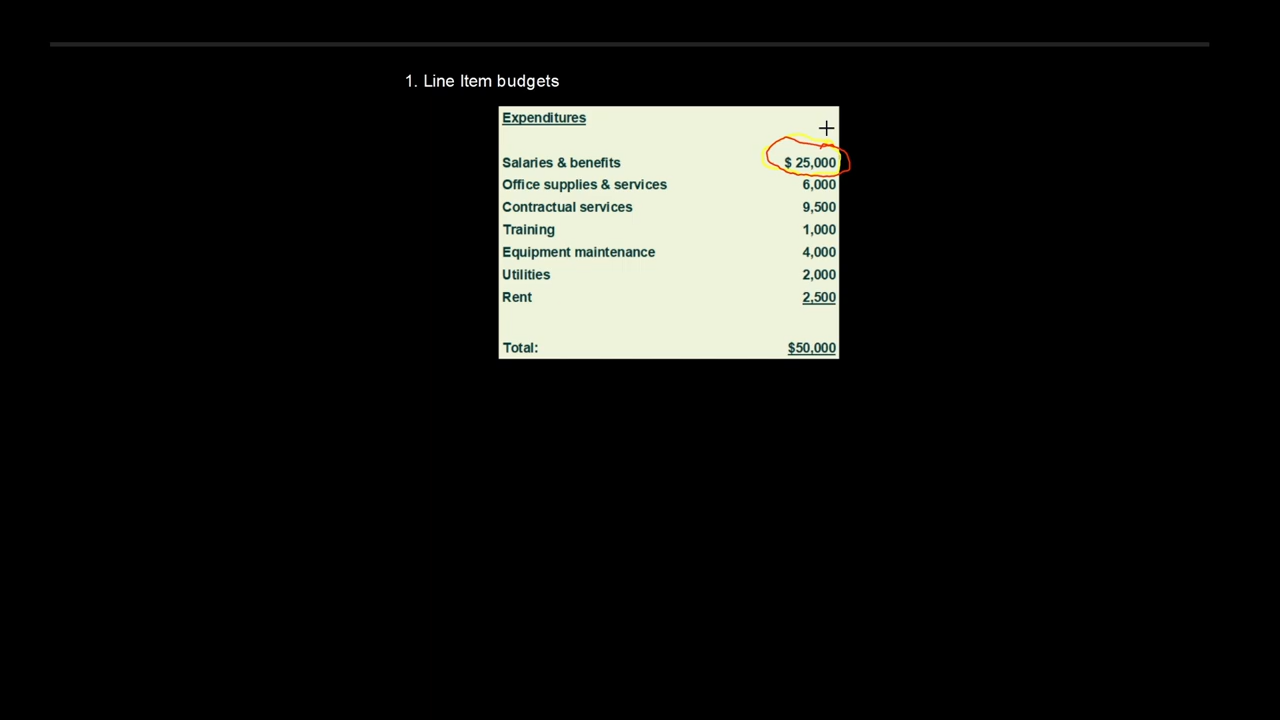 1. Line Item budgets
Expenditures
Salaries & benefits $ 25,000
Office supplies & services 6,000
Contractual services 9,500
Training 1,000
Equipment maintenance 4,000
Utilities 2,000
Rent 2,500
Total: $50,000